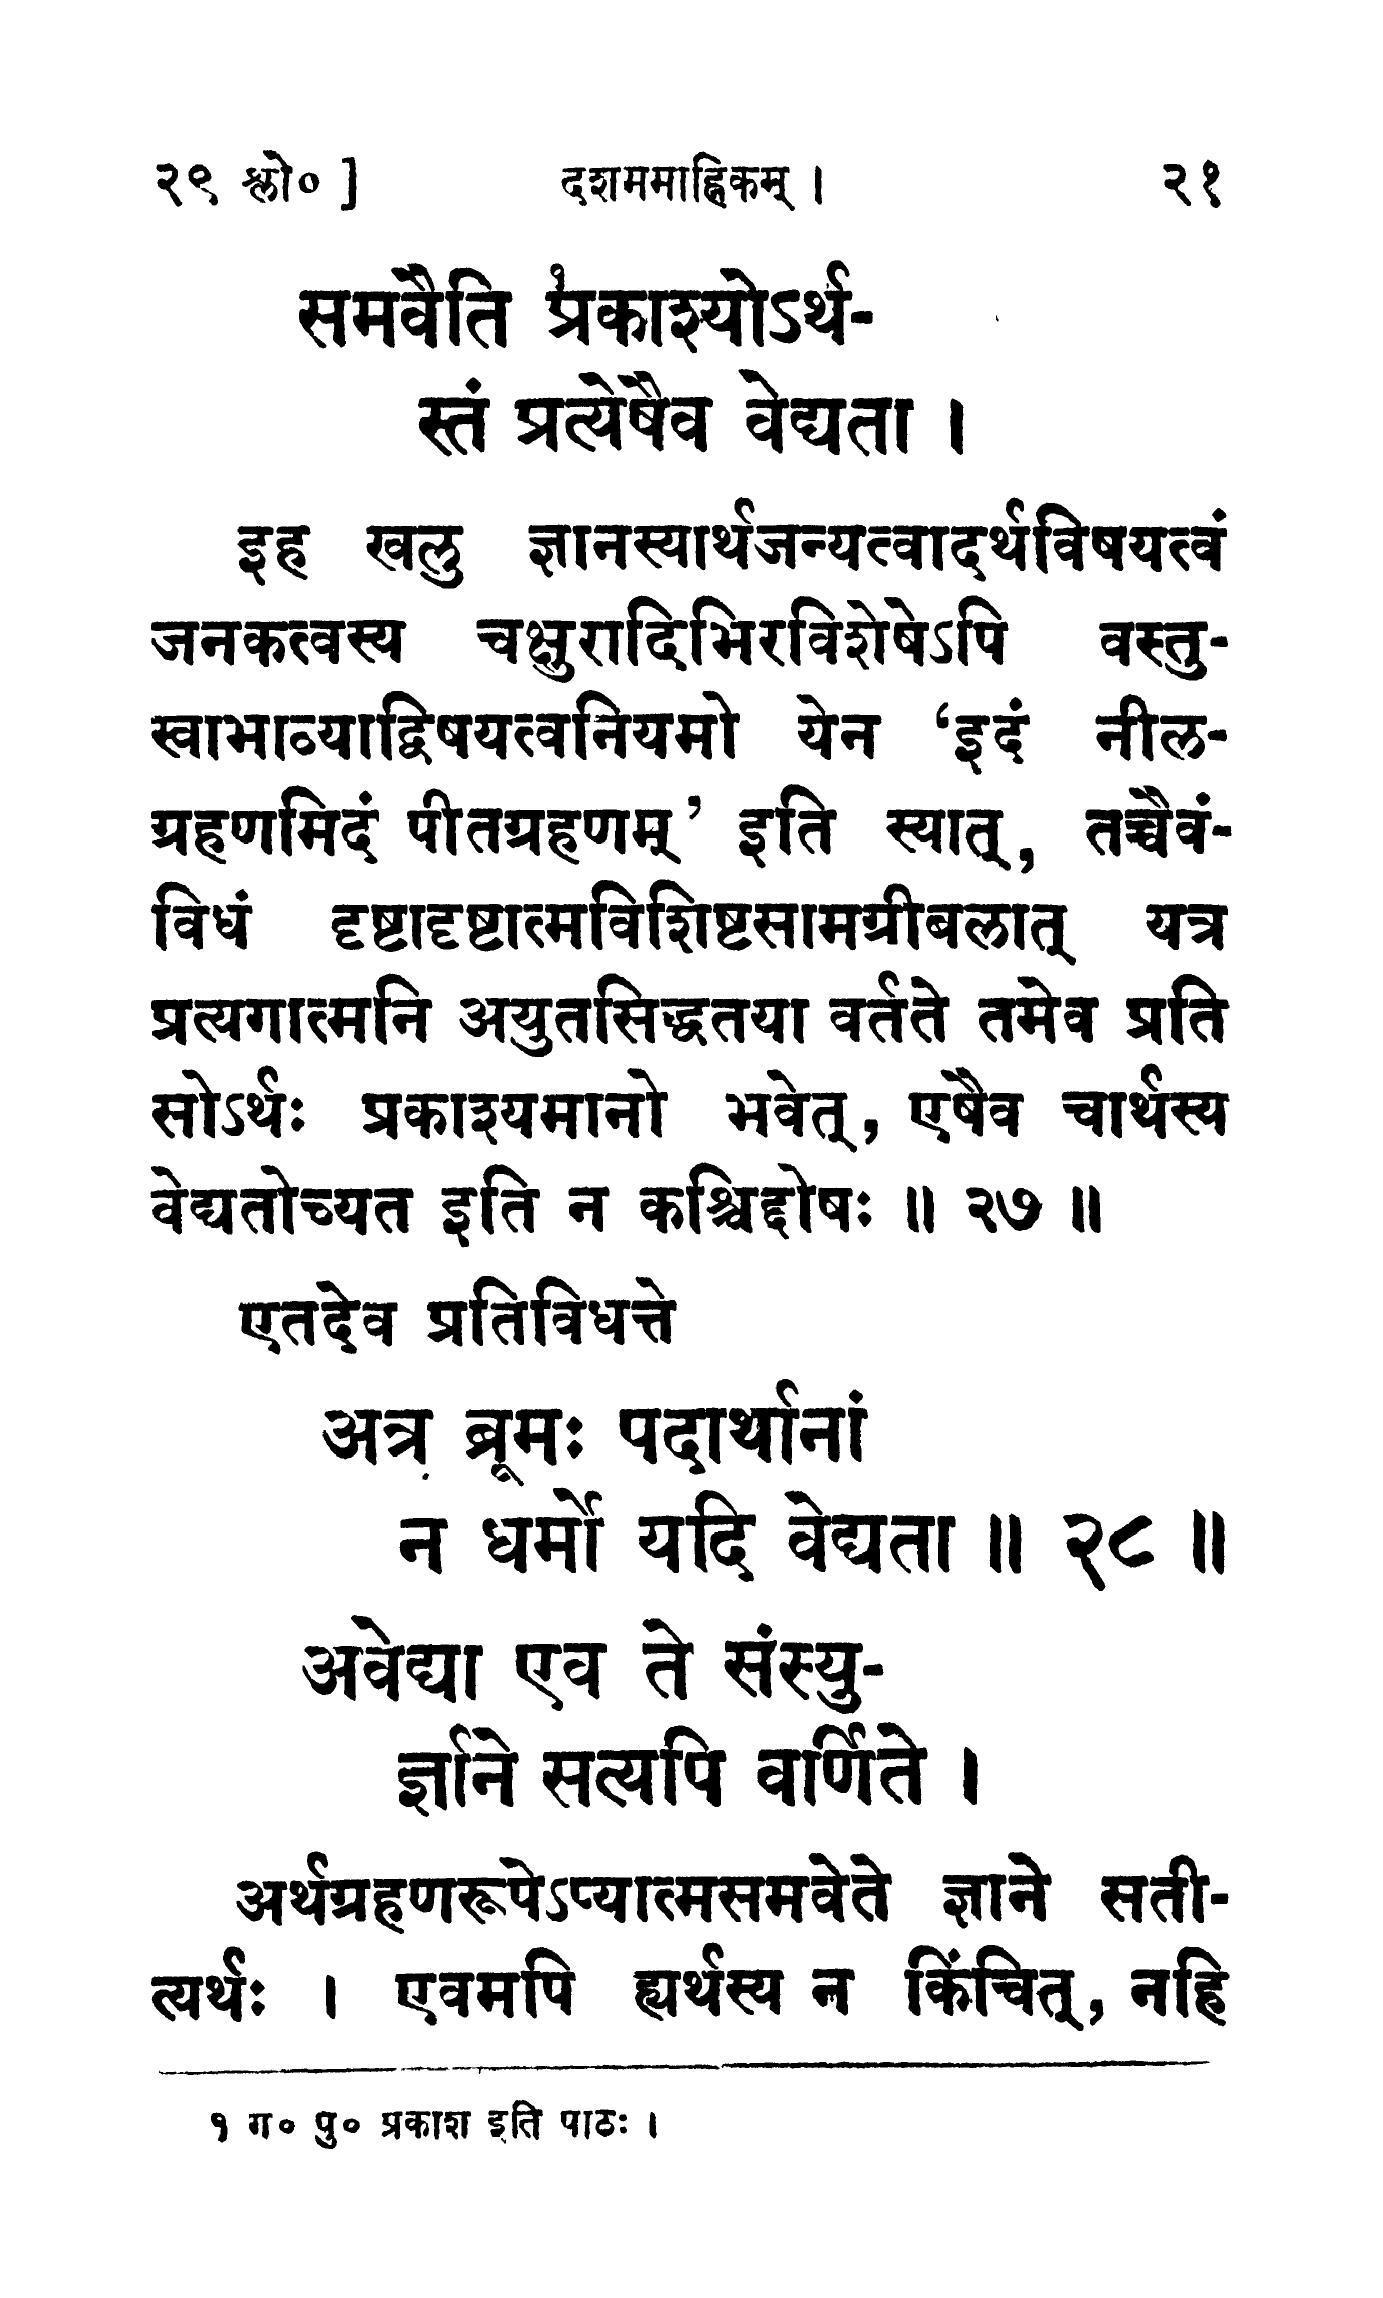 २९ श्लो० ] दशममाह्निकम् । २१
समवैति प्र१काश्योऽर्थ-
स्तं प्रत्येषैव वेद्यता ।
इह खलु ज्ञानस्यार्थजन्यत्वादर्थविषयत्वं
जनकत्वस्य चक्षुरादिभिरविशेषेऽपि वस्तु-
स्वाभाव्याद्विषयत्वनियमो येन ‘इदं नील-
ग्रहणमिदं पीतग्रहणम्’ इति स्यात्, तच्चैवं-
विधं दृष्टादृष्टात्मविशिष्टसामग्रीबलात् यत्र
प्रत्यगात्मनि अयुतसिद्धतया वर्तते तमेव प्रति
सोऽर्थः प्रकाश्यमानो भवेत्, एषैव चार्थस्य
वेद्यतोच्यत इति न कश्चिद्दोषः ॥ २७ ॥
एतदेव प्रतिविधत्ते
अत्र ब्रूमः पदार्थानां
न धर्मो यदि वेद्यता ॥ २८ ॥
अवेद्या एव ते संस्यु-
र्ज्ञाने सत्यपि वर्णिते ।
अर्थग्रहणरूपेऽप्यात्मसमवेते ज्ञाने सती-
त्यर्थः । एवमपि ह्यर्थस्य न किंचित्, नहि
१ ग० पु० प्रकाश इति पाठः ।